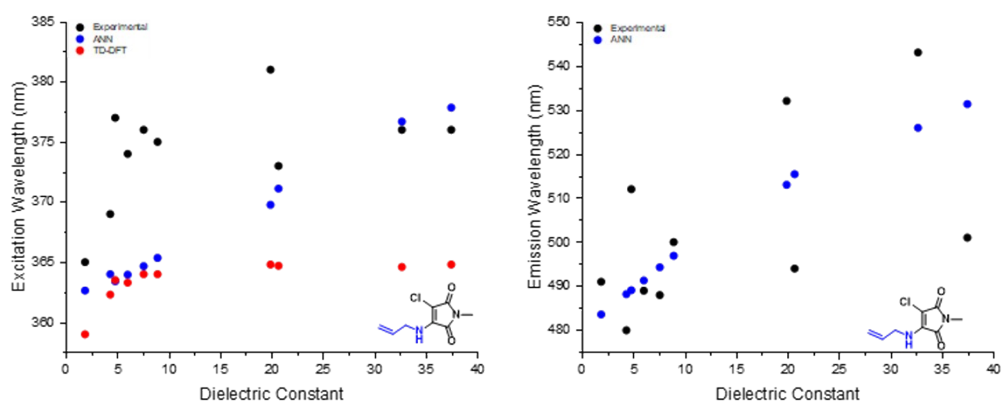 385
380
375
370
365
360
Excitation Wavelength (nm)
Experimental
ANN
TD-DFT
Cl
O
N
O
N
H
0 5 10 15 20 25 30 35 40
Dielectric Constant
550
540
530
520
510
500
490
480
Emission Wavelength (nm)
Experimental
ANN
Cl
O
N
O
N
H
0 5 10 15 20 25 30 35 40
Dielectric Constant